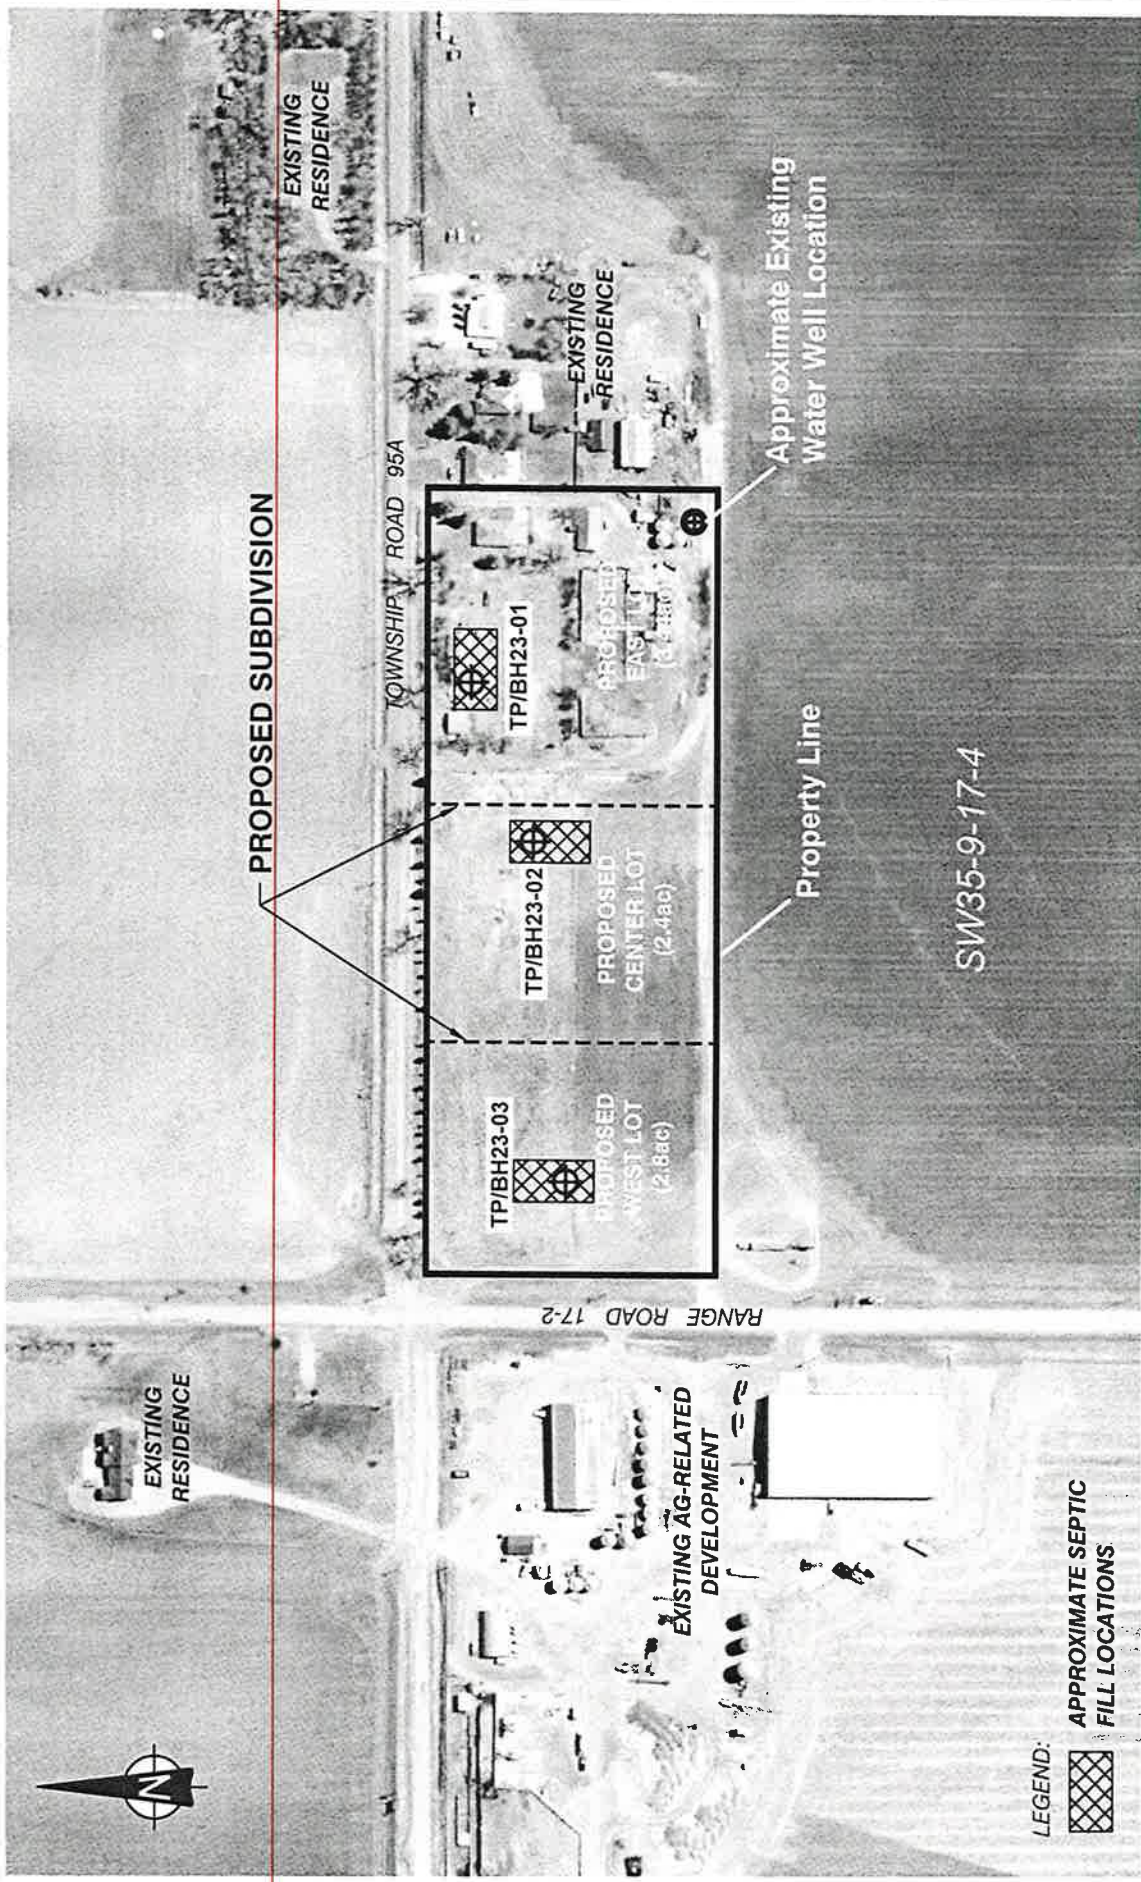 PROPOSED SUBDIVISION
EXISTING
RESIDENCE
EXISTING
RESIDENCE
TOWNSHIP ROAD 95A
TP/BH23-03
TP/BH23-02
TP/BH23-01
PROPOSED
WEST LOT
(2.8ac)
PROPOSED
CENTER LOT
(2.4ac)
PROPOSED
EAST LOT
EXISTING
RESIDENCE
RANGE ROAD 17-2
EXISTING AG-RELATED
DEVELOPMENT
Property Line
Approximate Existing
Water Well Location
SW35-9-17-4
N
LEGEND:
APPROXIMATE SEPTIC
FILL LOCATIONS